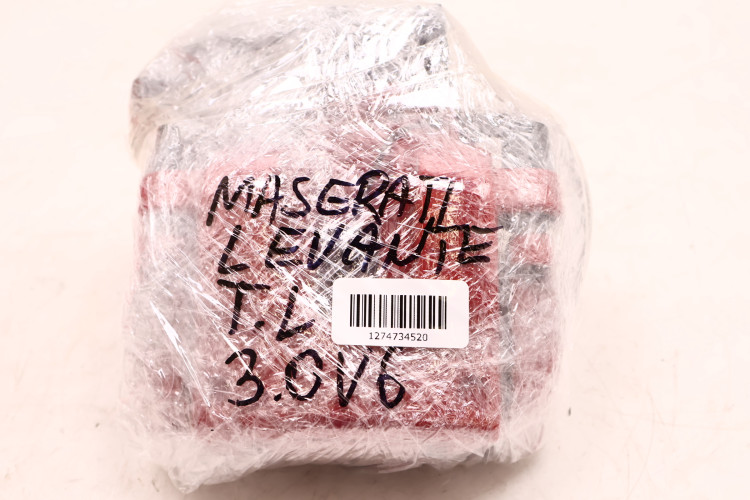 MASERATI
LEVANTE
T.L
1274734520
3.0V6